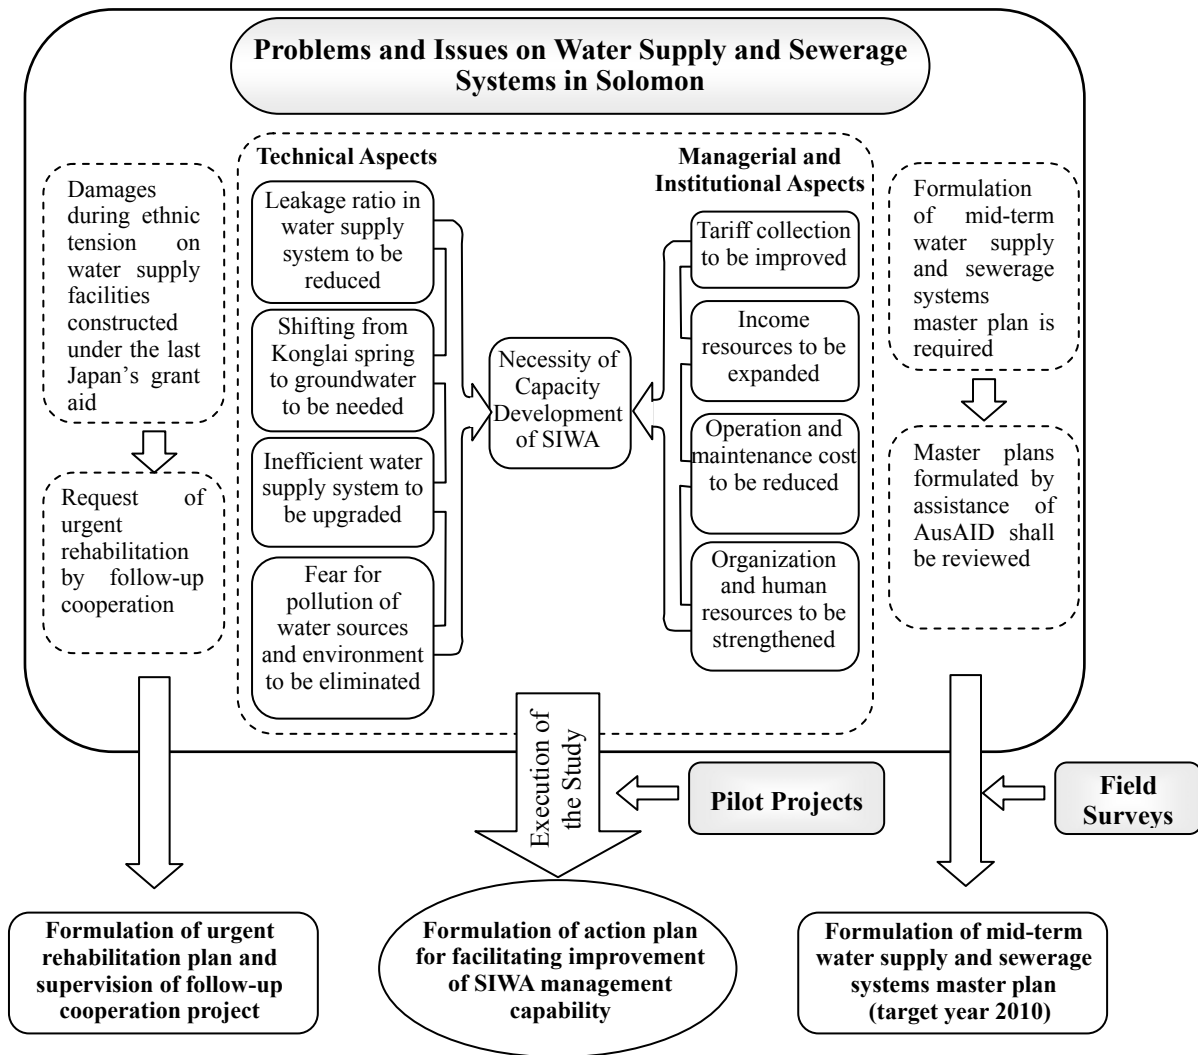 Problems and Issues on Water Supply and Sewerage
Systems in Solomon
Damages
during ethnic
tension on
water supply
facilities
constructed
under the last
Japan's grant
aid
Request of
urgent
rehabilitation
by follow-up
cooperation
Technical Aspects
Leakage ratio in
water supply
system to be
reduced
Shifting from
Konglai spring
to groundwater
to be needed
Inefficient water
supply system to
be upgraded
Fear for
pollution of
water sources
and environment
to be eliminated
Necessity of
Capacity
Development
of SIWA
Managerial and
Institutional Aspects
Tariff collection
to be improved
Income
resources to be
expanded
Operation and
maintenance cost
to be reduced
Organization
and human
resources to be
strengthened
Formulation
of mid-term
water supply
and sewerage
systems
master plan is
required
Master plans
formulated by
assistance of
AusAID shall
be reviewed
Execution of
the Study
Pilot Projects
Field
Surveys
Formulation of urgent
rehabilitation plan and
supervision of follow-up
cooperation project
Formulation of action plan
for facilitating improvement
of SIWA management
capability
Formulation of mid-term
water supply and sewerage
systems master plan
(target year 2010)